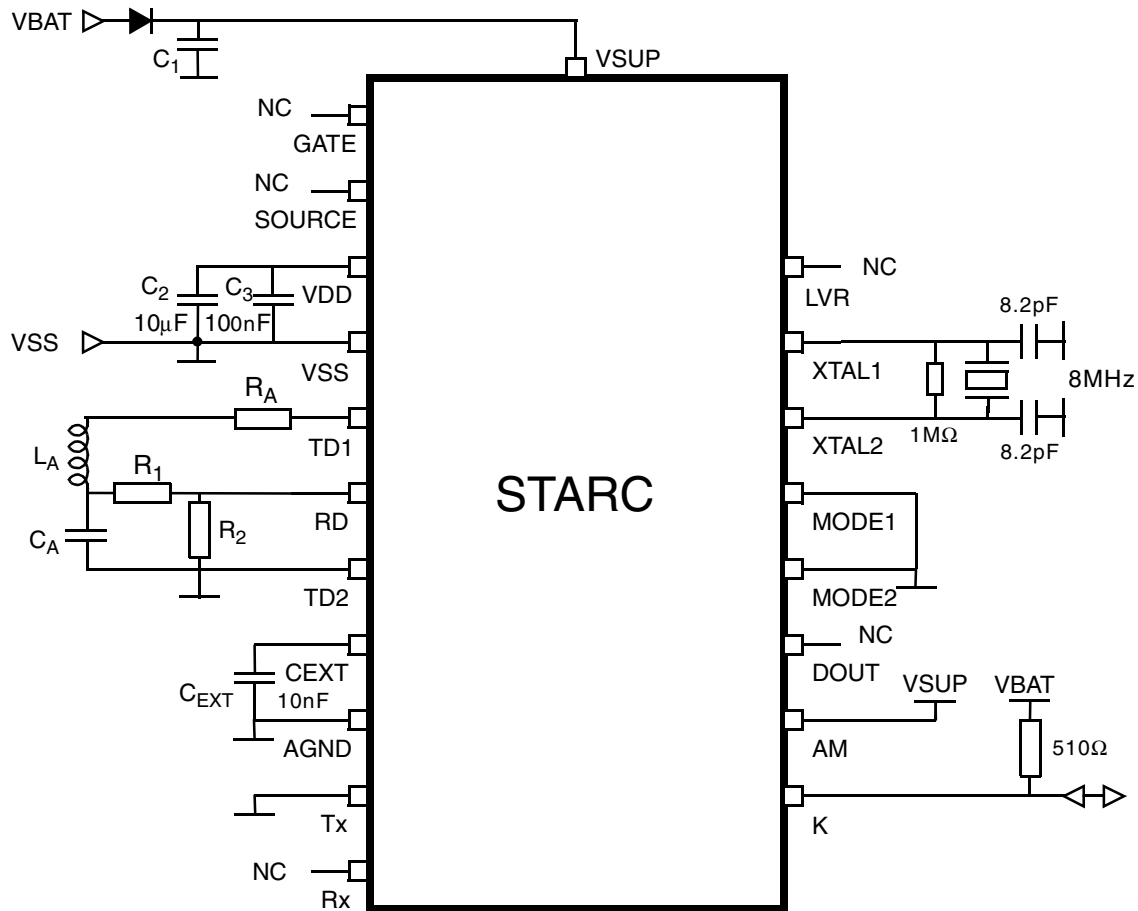 VBAT
C1
VSUP
NC
GATE
NC
SOURCE
C2
10μF
C3
100nF
VDD
VSS
VSS
RA
TD1
LA
R1
RD
R2
CA
TD2
CEXT
10nF
CEXT
AGND
Tx
NC
Rx
STARC
NC
LVR
8.2pF
XTAL1
8MHz
1MΩ
XTAL2
8.2pF
MODE1
MODE2
NC
DOUT
VSUP
VBAT
AM
510Ω
K